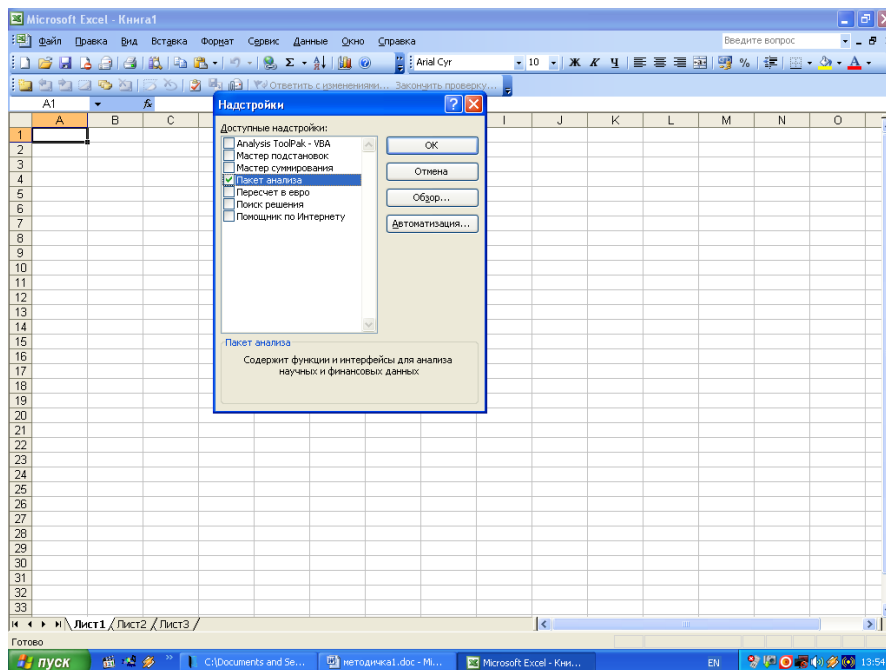 Microsoft Excel - Книга1
Файл Правка Вид Вставка Формат Сервис Данные Окно Справка Введите вопрос
Arial Cyr 10 Ж К Ч
Ответить с изменениями... Закончить проверку...
A1 fx
Надстройки
A B C I J K L M N O
Доступные надстройки:
Analysis ToolPak - VBA
Мастер подстановок
Мастер суммирования
Пакет анализа
Пересчет в евро
Поиск решения
Помощник по Интернету
ОК
Отмена
Обзор...
Автоматизация...
Пакет анализа
Содержит функции и интерфейсы для анализа
научных и финансовых данных
1
2
3
4
5
6
7
8
9
10
11
12
13
14
15
16
17
18
19
20
21
22
23
24
25
26
27
28
29
30
31
32
33
Лист1 Лист2 Лист3
Готово
пуск C:\Documents and Se... методичка1.doc - Mi... Microsoft Excel - Кни... EN 13:54